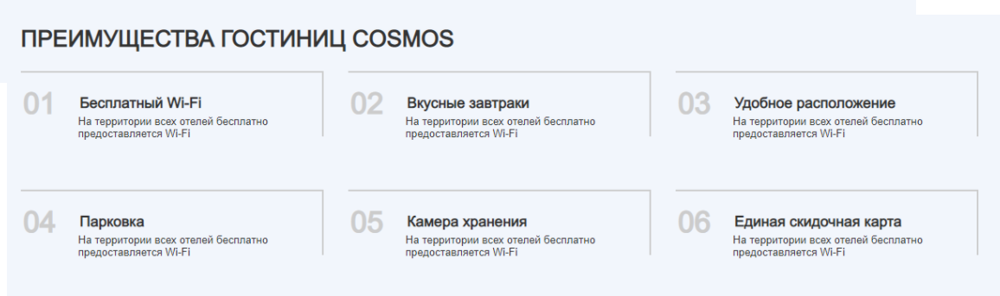 ПРЕИМУЩЕСТВА ГОСТИНИЦ COSMOS
01
Бесплатный Wi-Fi
На территории всех отелей бесплатно
предоставляется Wi-Fi
02
Вкусные завтраки
На территории всех отелей бесплатно
предоставляется Wi-Fi
03
Удобное расположение
На территории всех отелей бесплатно
предоставляется Wi-Fi
04
Парковка
На территории всех отелей бесплатно
предоставляется Wi-Fi
05
Камера хранения
На территории всех отелей бесплатно
предоставляется Wi-Fi
06
Единая скидочная карта
На территории всех отелей бесплатно
предоставляется Wi-Fi